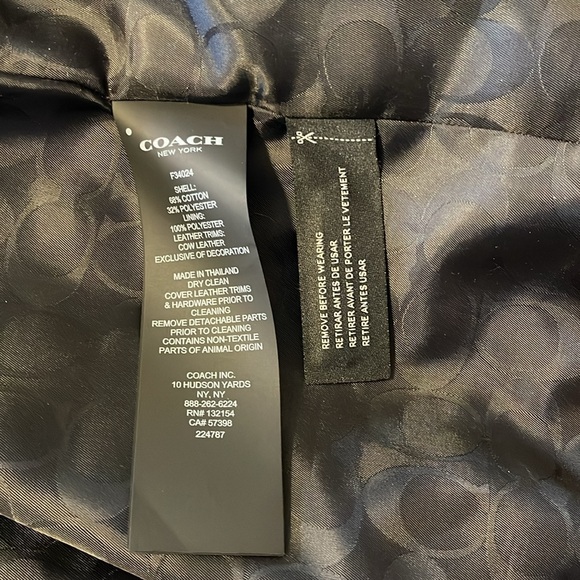 COACH
NEW YORK
F34024
SHELL:
68% COTTON
32% POLYESTER
LINING:
100% POLYESTER
LEATHER TRIMS:
COW LEATHER
EXCLUSIVE OF DECORATION
MADE IN THAILAND
DRY CLEAN
COVER LEATHER TRIMS
& HARDWARE PRIOR TO
CLEANING
REMOVE DETACHABLE PARTS
PRIOR TO CLEANING
CONTAINS NON-TEXTILE
PARTS OF ANIMAL ORIGIN
COACH INC.
10 HUDSON YARDS
NY, NY
888-262-6224
RN# 132154
CA# 57398
224787
REMOVE BEFORE WEARING
RETIRAR ANTES DE USAR
RETIRER AVANT DE PORTER LE VETEMENT
RETIRE ANTES USAR